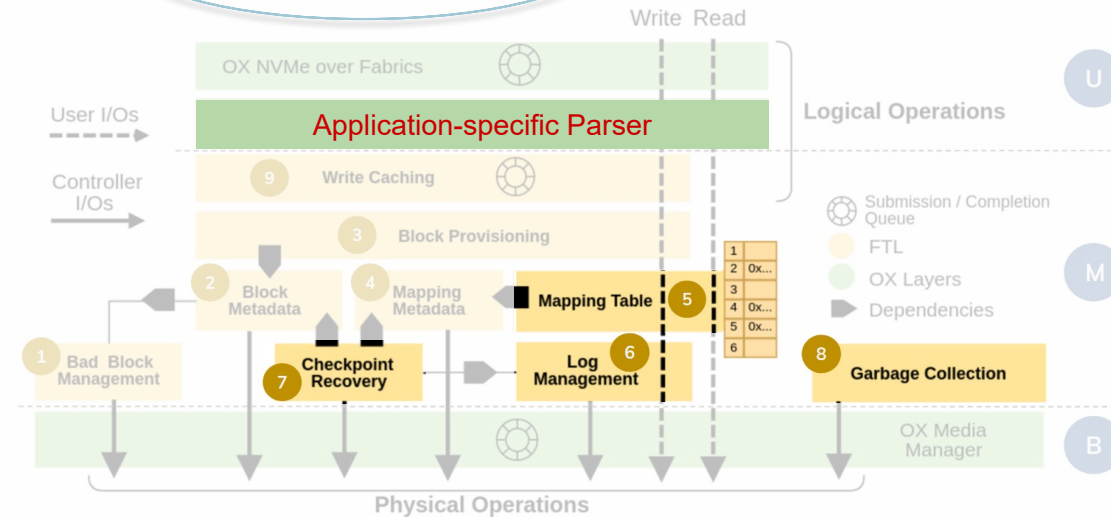 Write Read
OX NVMe over Fabrics
U
User I/Os
Application-specific Parser
Logical Operations
Controller
I/Os
9
Write Caching
Submission / Completion
Queue
3
Block Provisioning
FTL
M
1
2 0x...
3
4 0x...
5 0x...
6
OX Layers
Dependencies
2
Block
Metadata
4
Mapping
Metadata
Mapping Table
5
1
Bad Block
Management
7
Checkpoint
Recovery
6
Log
Management
8
Garbage Collection
OX Media
Manager
B
Physical Operations